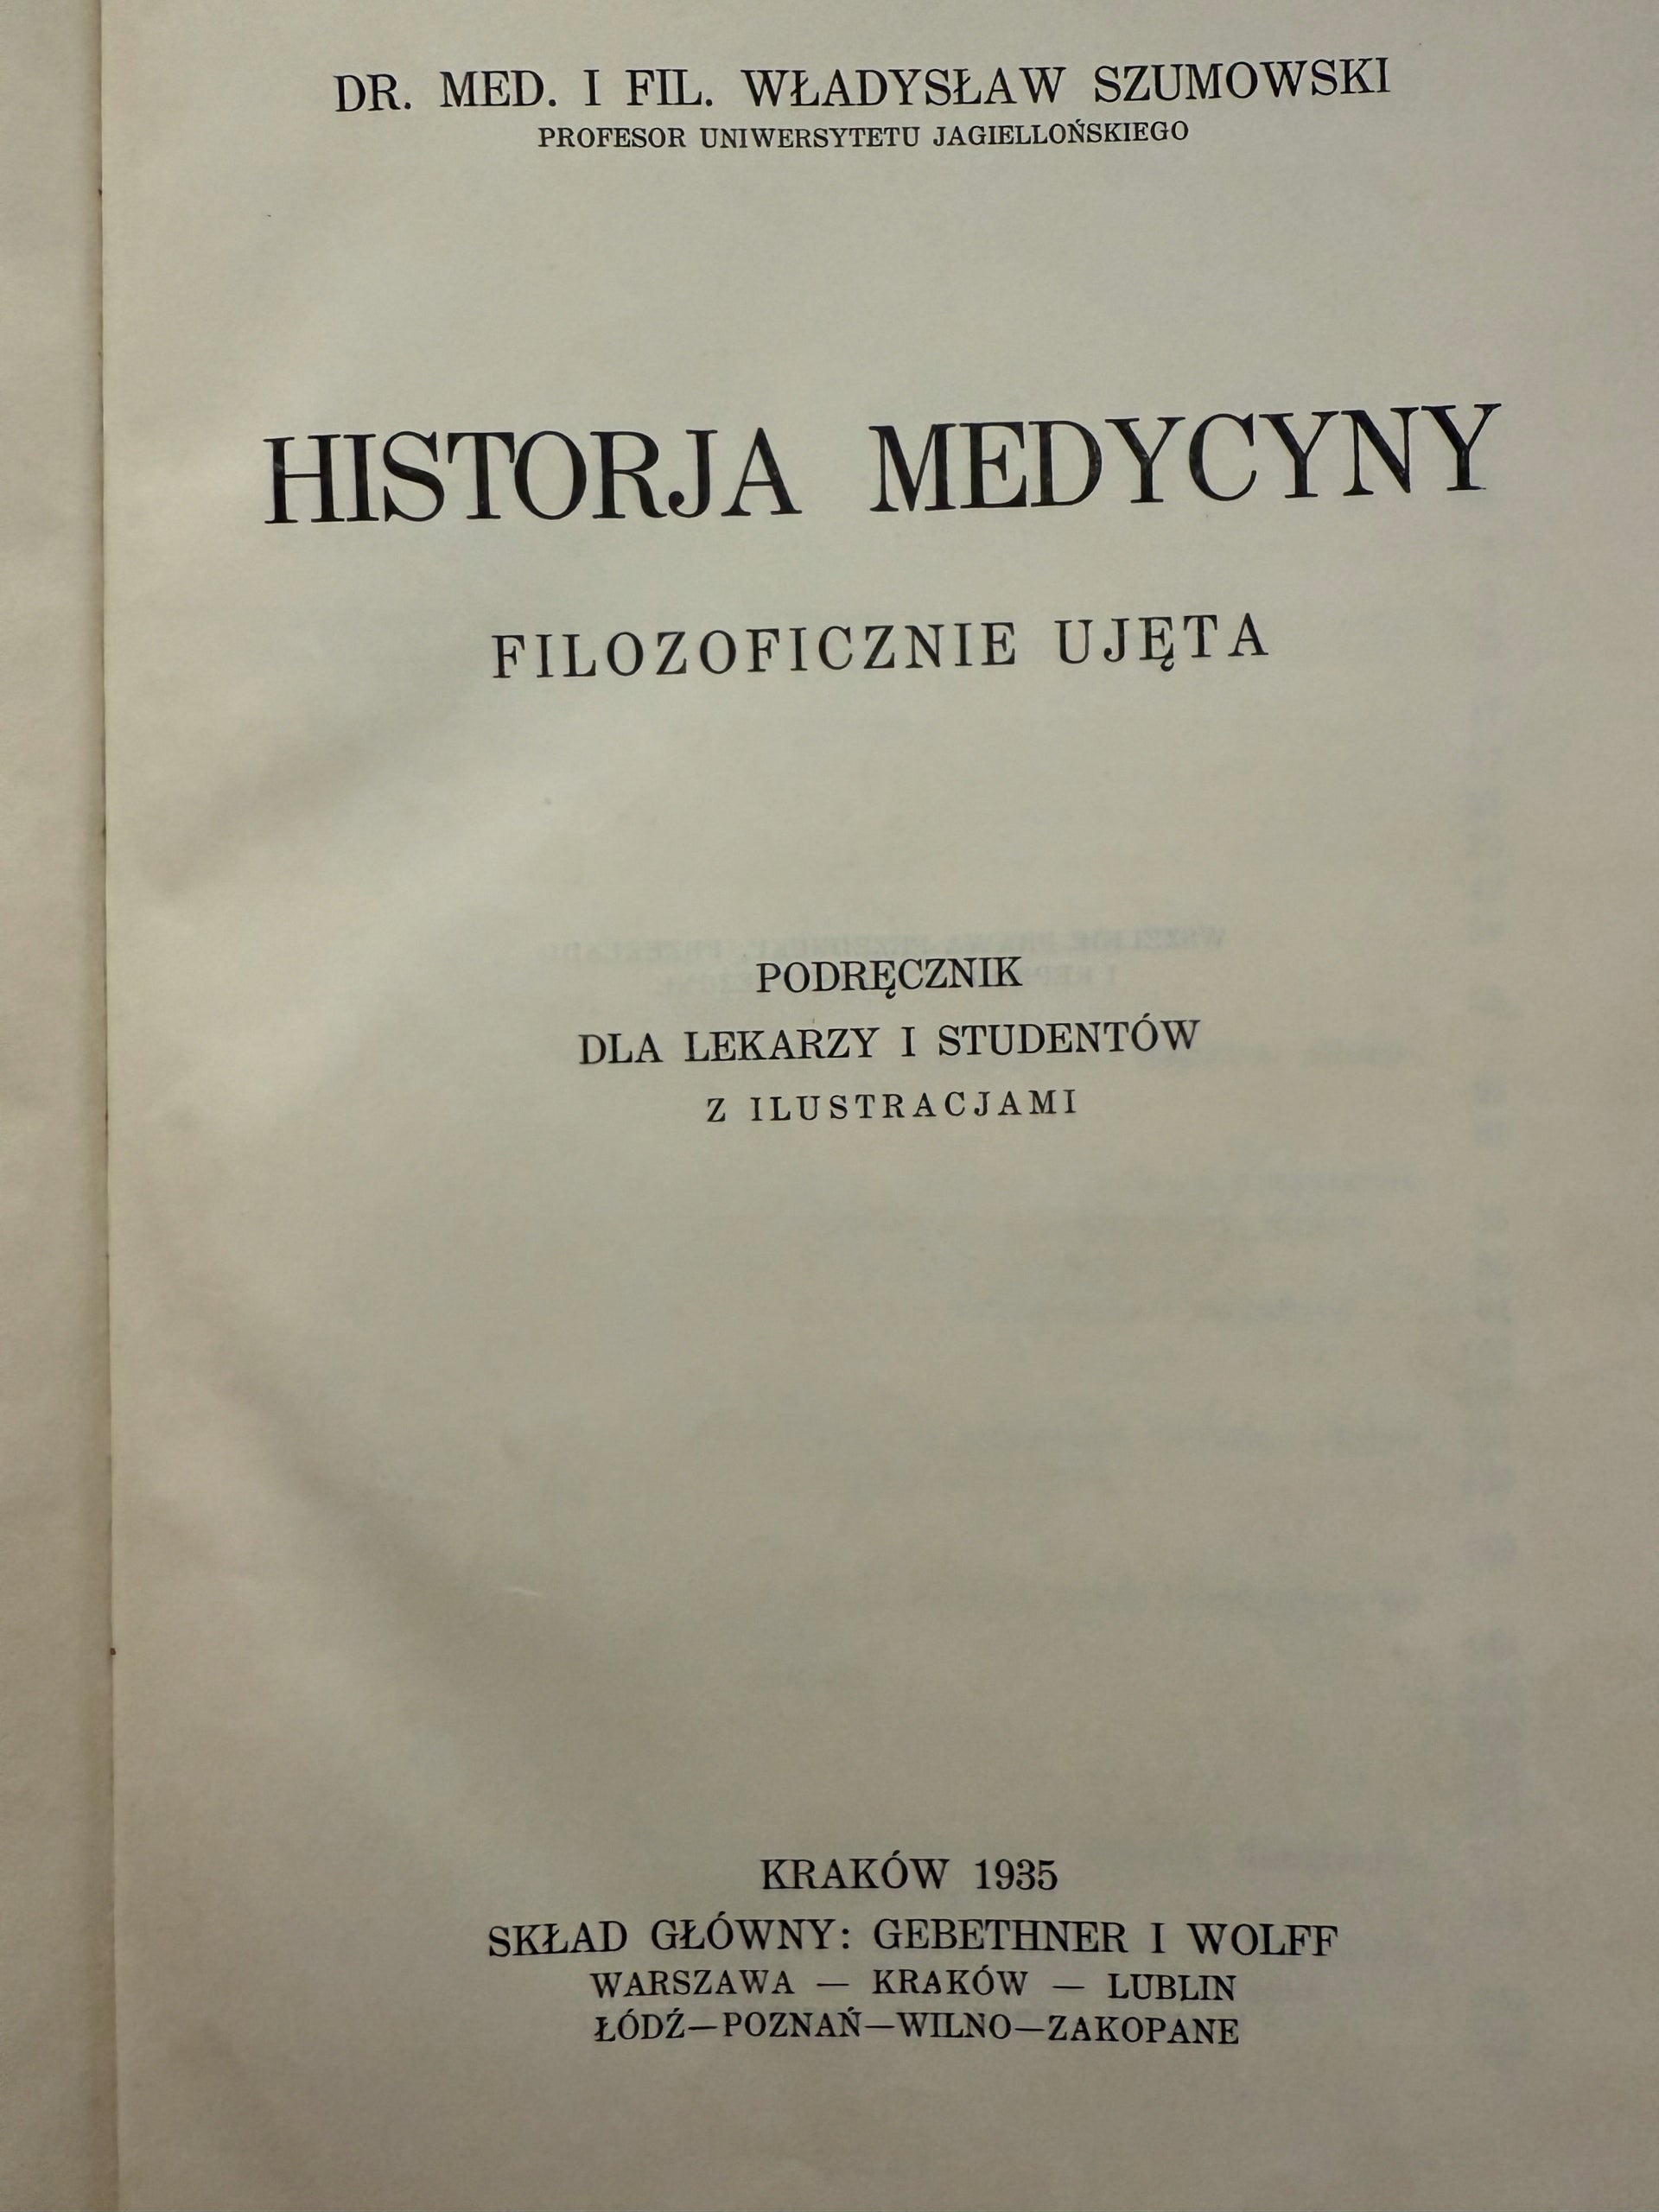 DR. MED. I FIL. WŁADYSŁAW SZUMOWSKI
PROFESOR UNIWERSYTETU JAGIELLOŃSKIEGO
HISTORJA MEDYCYNY
FILOZOFICZNIE UJĘTA
PODRĘCZNIK
DLA LEKARZY I STUDENTÓW
Z ILUSTRACJAMI
KRAKÓW 1935
SKŁAD GŁÓWNY: GEBETHNER I WOLFF
WARSZAWA — KRAKÓW — LUBLIN
ŁÓDŹ—POZNAŃ—WILNO—ZAKOPANE